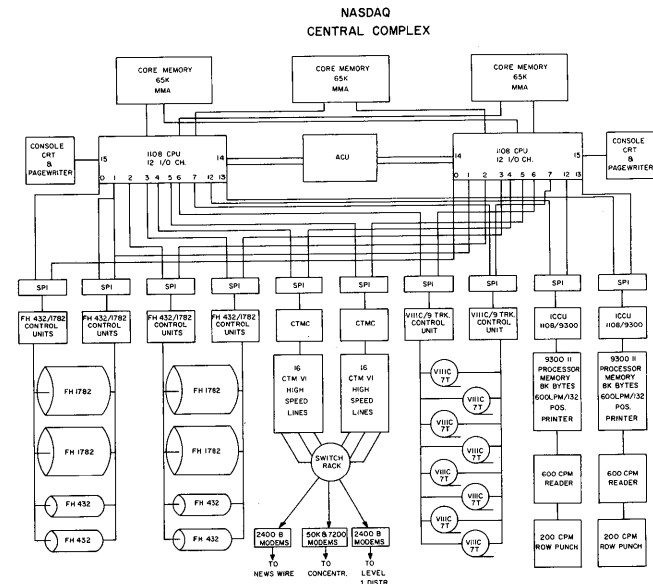 NASDAQ
CENTRAL COMPLEX
CORE MEMORY
65K
MMA
CORE MEMORY
65K
MMA
CORE MEMORY
65K
MMA
CONSOLE
CRT
&
PAGEWRITER
15
1108 CPU
12 I/O CH.
14
0 1 2 3 4 5 6 7 12 13
ACU
14
1108 CPU
12 I/O CH.
15
0 1 2 3 4 5 6 7 12 13
CONSOLE
CRT
&
PAGEWRITER
SPI
SPI
SPI
SPI
SPI
SPI
SPI
SPI
SPI
SPI
FH 432/1782
CONTROL
UNITS
FH 432/1782
CONTROL
UNITS
FH 432/1782
CONTROL
UNITS
FH 432/1782
CONTROL
UNITS
CTMC
CTMC
VIIIC/9 TRK.
CONTROL
UNIT
VIIIC/9 TRK.
CONTROL
UNIT
ICCU
1108/9300
ICCU
1108/9300
FH 1782
FH 1782
FH 432
FH 432
FH 1782
FH 1782
FH 432
FH 432
16
CTM VI
HIGH
SPEED
LINES
16
CTM VI
HIGH
SPEED
LINES
SWITCH
RACK
2400 B
MODEMS
50K & 7200
MODEMS
2400 B
MODEMS
TO
NEWS WIRE
TO
CONCENTR.
TO
LEVEL
1 DISTR.
VIIIC
7T
VIIIC
7T
VIIIC
7T
VIIIC
7T
VIIIC
7T
VIIIC
7T
VIIIC
7T
VIIIC
7T
9300 II
PROCESSOR
MEMORY
8K BYTES
600LPM/132
POS.
PRINTER
9300 II
PROCESSOR
MEMORY
8K BYTES
600LPM/132
POS.
PRINTER
600 CPM
READER
600 CPM
READER
200 CPM
ROW PUNCH
200 CPM
ROW PUNCH